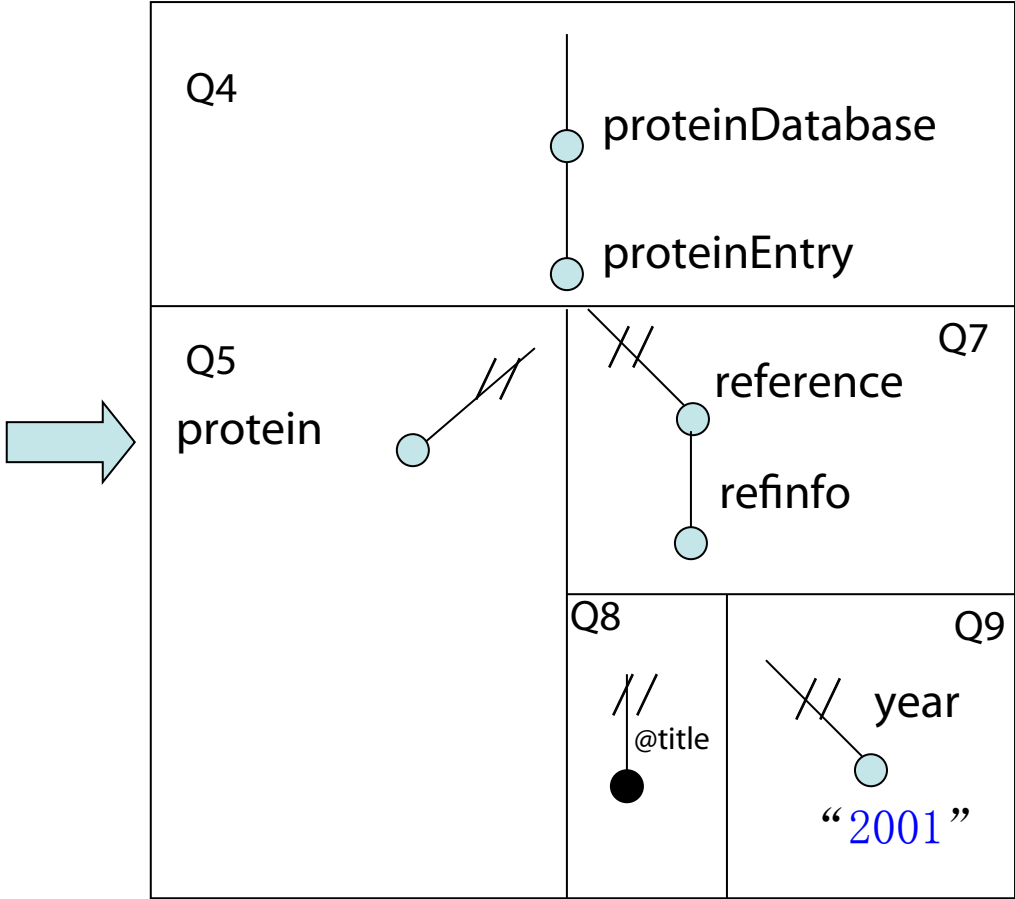 Q4
proteinDatabase
proteinEntry
Q5
protein
Q7
reference
refinfo
Q8
@title
Q9
year
“2001”